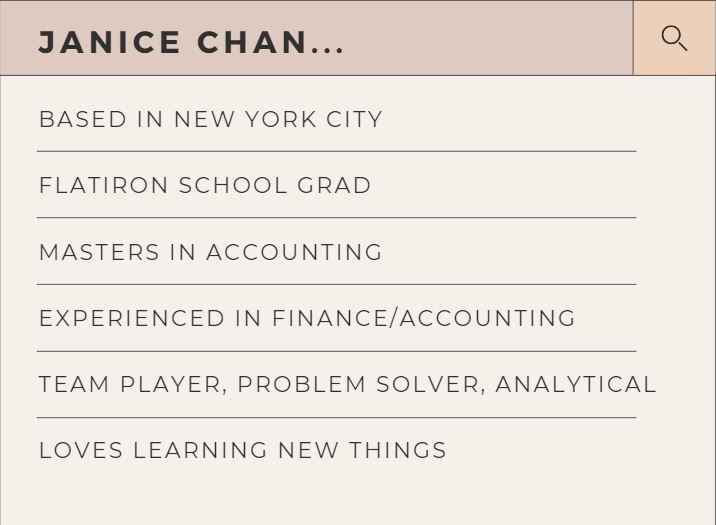 JANICE CHAN...
BASED IN NEW YORK CITY
FLATIRON SCHOOL GRAD
MASTERS IN ACCOUNTING
EXPERIENCED IN FINANCE/ACCOUNTING
TEAM PLAYER, PROBLEM SOLVER, ANALYTICAL
LOVES LEARNING NEW THINGS